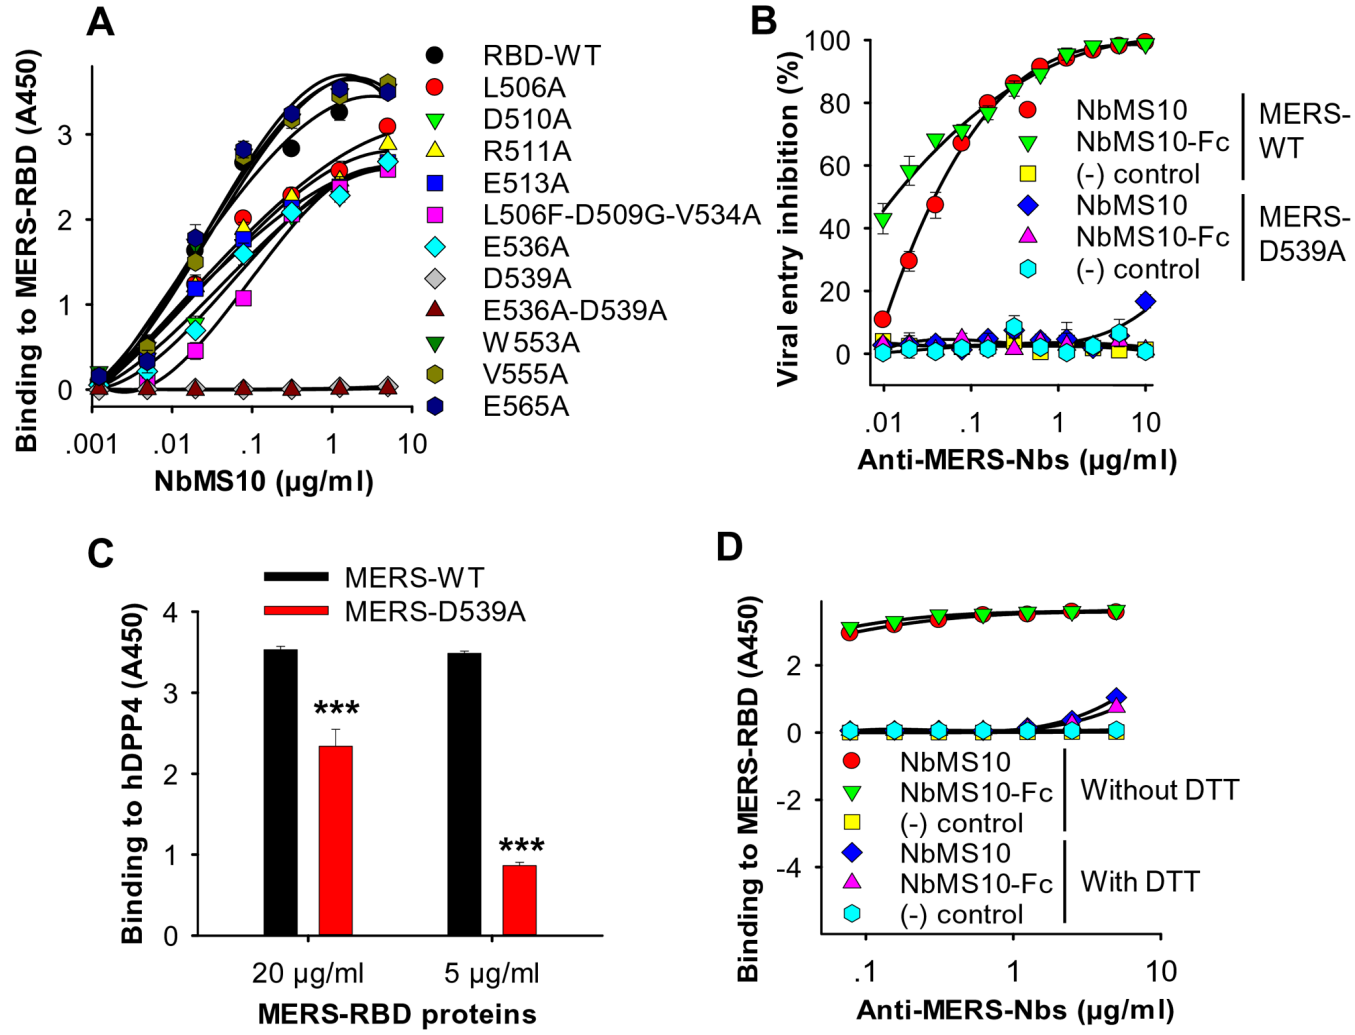 A
Binding to MERS-RBD (A450)
3
2
1
0
.001
.01
.1
1
10
NbMS10 (µg/ml)
RBD-WT
L506A
D510A
R511A
E513A
L506F-D509G-V534A
E536A
D539A
E536A-D539A
W553A
V555A
E565A
B
Viral entry inhibition (%)
100
80
60
40
20
0
.01
.1
1
10
Anti-MERS-Nbs (µg/ml)
NbMS10
NbMS10-Fc
(-) control
MERS-
WT
NbMS10
NbMS10-Fc
(-) control
MERS-
D539A
C
MERS-WT
MERS-D539A
Binding to hDPP4 (A450)
4
3
2
1
0
***
***
20 µg/ml
5 µg/ml
MERS-RBD proteins
D
Binding to MERS-RBD (A450)
2
0
-2
-4
NbMS10
NbMS10-Fc
(-) control
Without DTT
NbMS10
NbMS10-Fc
(-) control
With DTT
.1
1
10
Anti-MERS-Nbs (µg/ml)